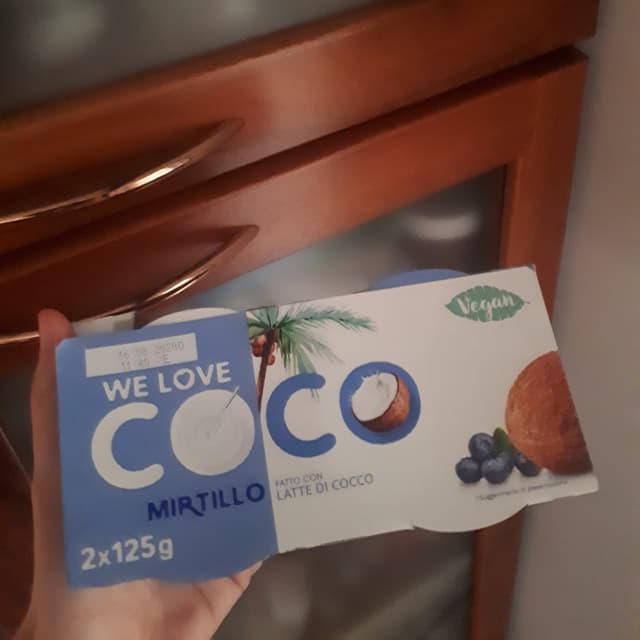 WE LOVE
COCO
MIRTILLO
2x125g
FATTO CON
LATTE DI COCCO
Vegan